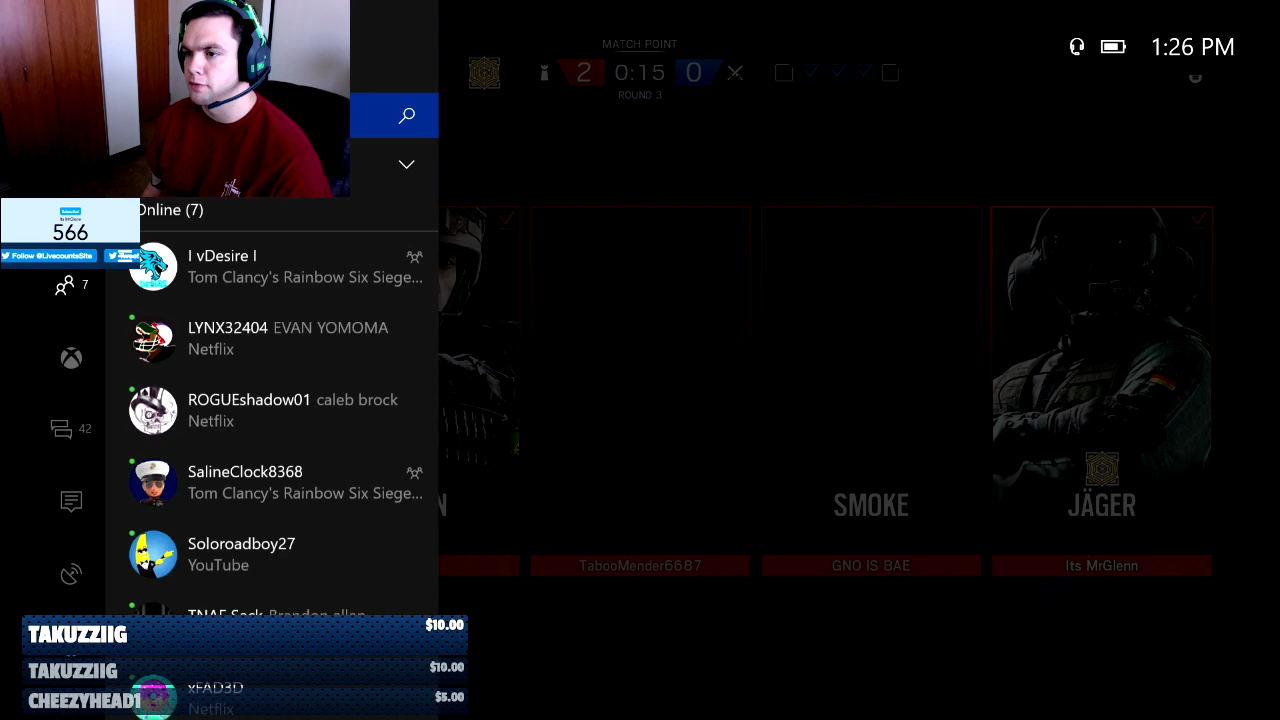 MATCH POINT
2 0:15 0
ROUND 3
1:26 PM
Online (7)
Its MrGlenn
566
Follow @LivecountsSite
Tweet
7
I vDesire I
Tom Clancy's Rainbow Six Siege...
LYNX32404 EVAN YOMOMA
Netflix
ROGUEshadow01 caleb brock
Netflix
42
SalineClock8368
Tom Clancy's Rainbow Six Siege...
Soloroadboy27
YouTube
N
SMOKE
JÄGER
TabooMender6687
GNO IS BAE
Its MrGlenn
TAKUZZIIG $10.00
TAKUZZIIG $10.00
xFAD3D
CHEEZYHEAD1 $5.00
Netflix